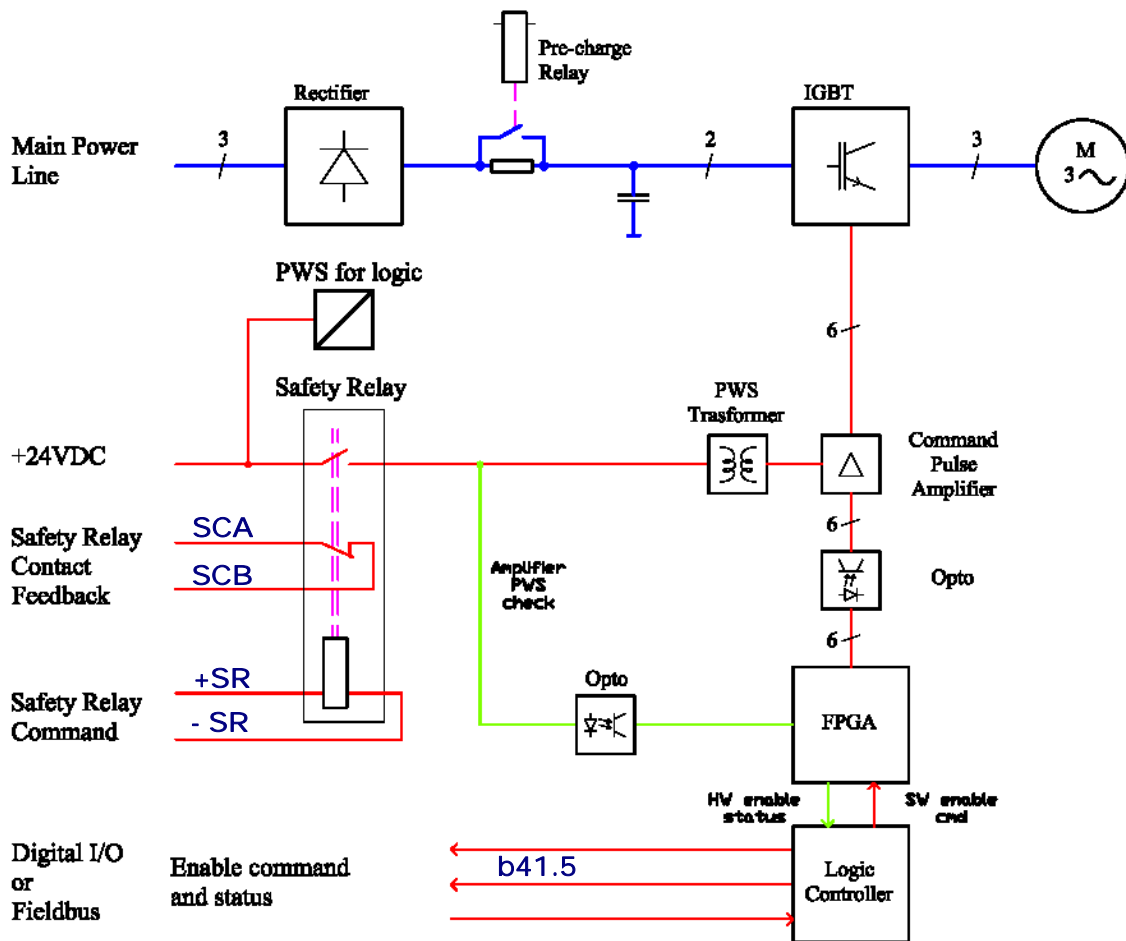 Pre-charge
Relay
Rectifier
IGBT
Main Power
Line
3
2
3
M
3
PWS for logic
6
Safety Relay
PWS
Trasformer
+24VDC
Command
Pulse
Amplifier
SCA
Safety Relay
Contact
Feedback
SCB
6
Amplifier
PWS
check
Opto
6
+SR
Safety Relay
Command
- SR
Opto
FPGA
HW enable
status
SW enable
cmd
Digital I/O
or
Fieldbus
Enable command
and status
b41.5
Logic
Controller